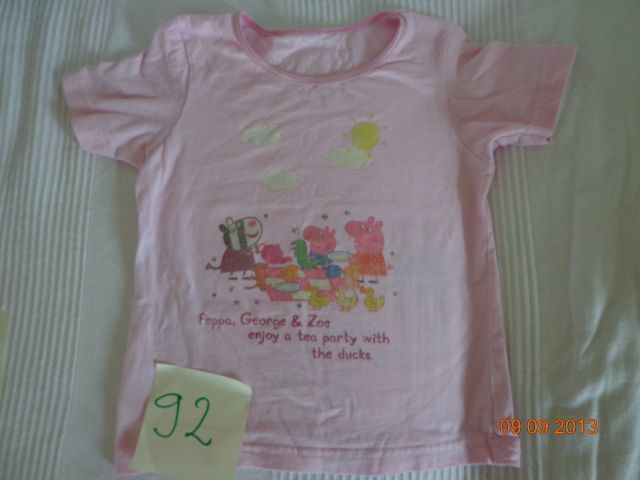 Peppa, George & Zoe
enjoy a tea party with
the ducks.
92
09 09 2013